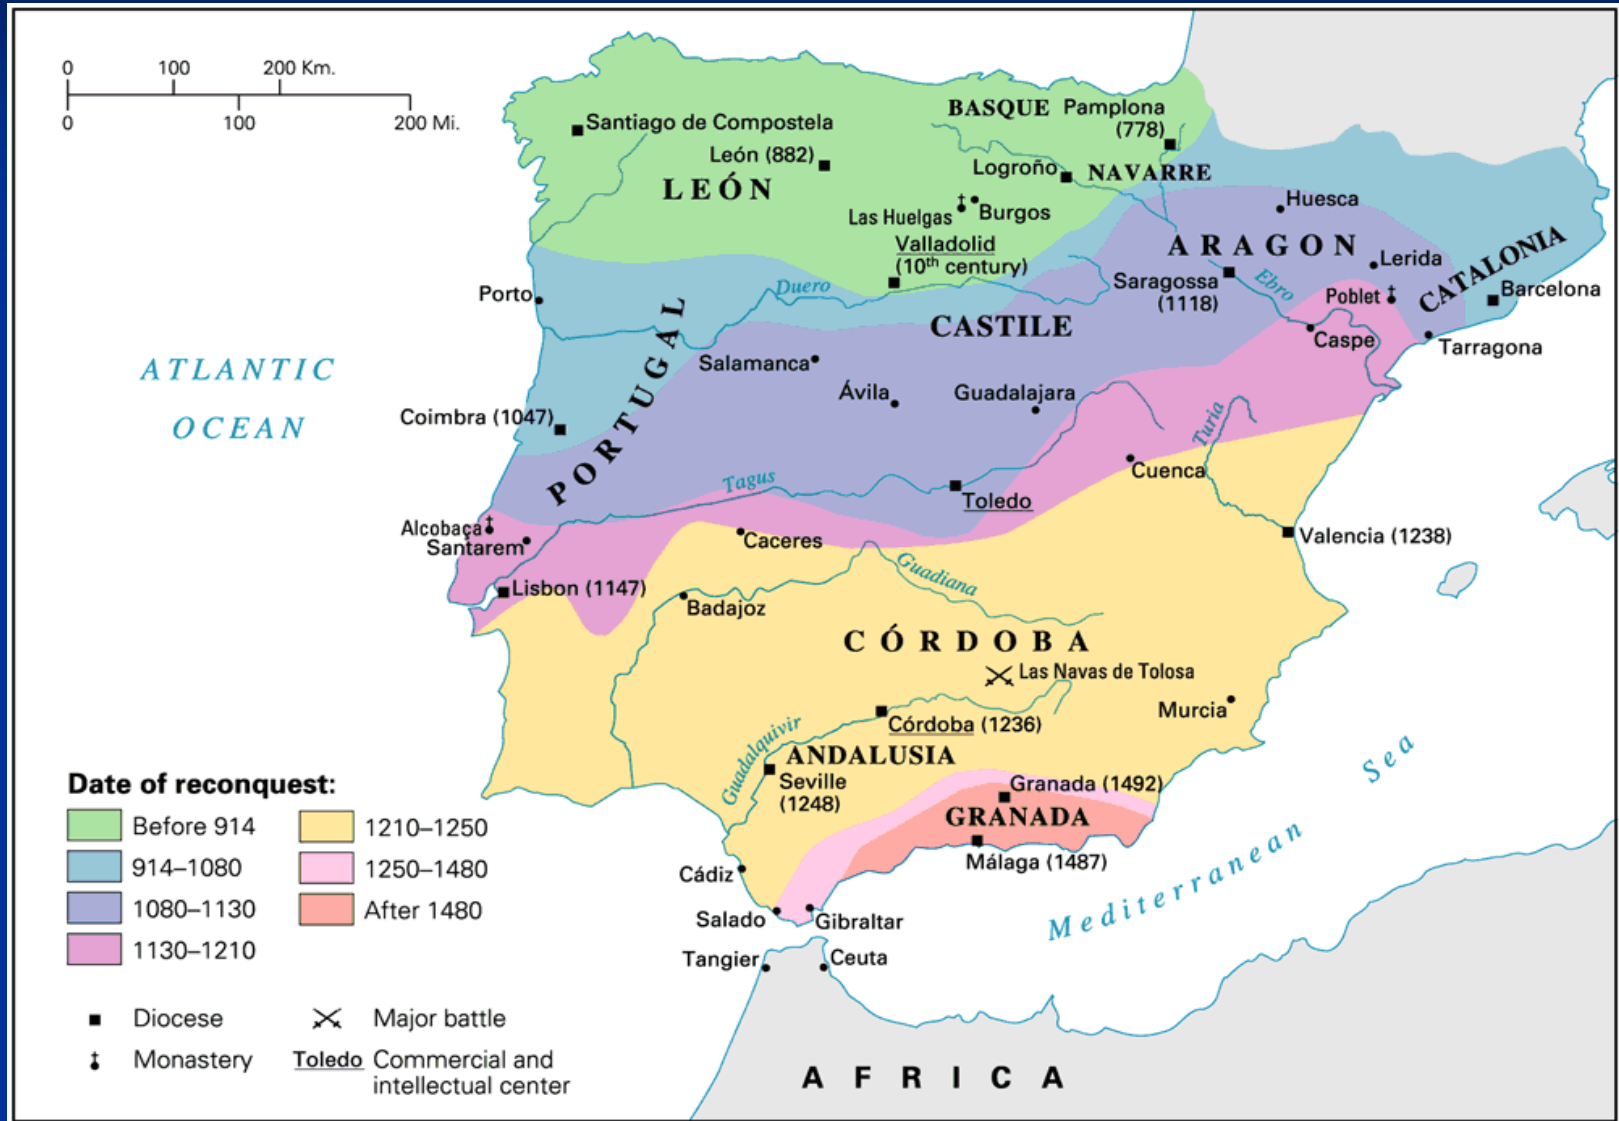 0 100 200 Km.
0 100 200 Mi.
BASQUE
Pamplona
(778)
Santiago de Compostela
León (882)
LEÓN
Logroño
NAVARRE
Las Huelgas
Burgos
Huesca
Valladolid
(10th century)
ARAGON
Lerida
CATALONIA
Saragossa
(1118)
Ebro
Poblet
Barcelona
Porto
Duero
PORTUGAL
CASTILE
Caspe
Tarragona
ATLANTIC
OCEAN
Salamanca
Ávila
Guadalajara
Coimbra (1047)
Turia
Cuenca
Tagus
Toledo
Alcobaça
Santarem
Caceres
Valencia (1238)
Lisbon (1147)
Badajoz
Guadiana
CÓRDOBA
Las Navas de Tolosa
Murcia
Córdoba (1236)
Guadalquivir
ANDALUSIA
Seville
(1248)
Granada (1492)
GRANADA
Málaga (1487)
Mediterranean Sea
Cádiz
Salado
Gibraltar
Tangier
Ceuta
AFRICA
Date of reconquest:
Before 914
914–1080
1080–1130
1130–1210
1210–1250
1250–1480
After 1480
Diocese
Monastery
Major battle
Toledo Commercial and
intellectual center